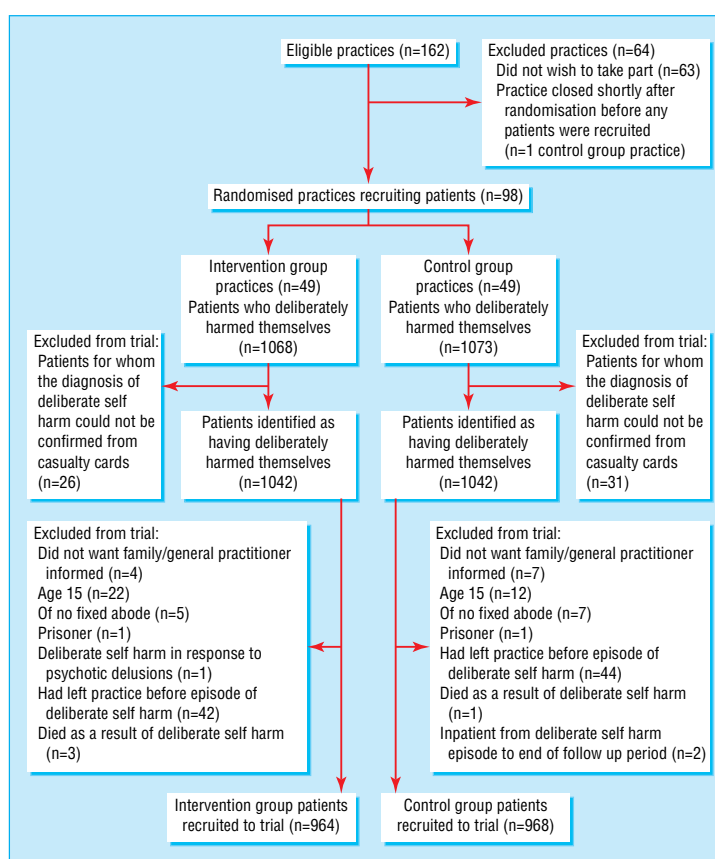 Eligible practices (n=162)
Excluded practices (n=64)
Did not wish to take part (n=63)
Practice closed shortly after
randomisation before any
patients were recruited
(n=1 control group practice)
Randomised practices recruiting patients (n=98)
Intervention group
practices (n=49)
Patients who deliberately
harmed themselves
(n=1068)
Control group
practices (n=49)
Patients who deliberately
harmed themselves
(n=1073)
Excluded from trial:
Patients for whom
the diagnosis of
deliberate self
harm could not be
confirmed from
casualty cards
(n=26)
Excluded from trial:
Patients for whom
the diagnosis of
deliberate self
harm could not be
confirmed from
casualty cards
(n=31)
Patients identified as
having deliberately
harmed themselves
(n=1042)
Patients identified as
having deliberately
harmed themselves
(n=1042)
Excluded from trial:
Did not want family/general practitioner
informed (n=4)
Age 15 (n=22)
Of no fixed abode (n=5)
Prisoner (n=1)
Deliberate self harm in response to
psychotic delusions (n=1)
Had left practice before episode of
deliberate self harm (n=42)
Died as a result of deliberate self harm
(n=3)
Excluded from trial:
Did not want family/general practitioner
informed (n=7)
Age 15 (n=12)
Of no fixed abode (n=7)
Prisoner (n=1)
Had left practice before episode of
deliberate self harm (n=44)
Died as a result of deliberate self harm
(n=1)
Inpatient from deliberate self harm
episode to end of follow up period (n=2)
Intervention group patients
recruited to trial (n=964)
Control group patients
recruited to trial (n=968)